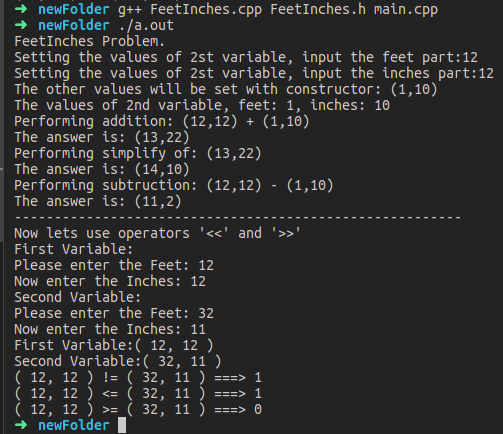 ➜ newFolder g++ FeetInches.cpp FeetInches.h main.cpp
➜ newFolder ./a.out
FeetInches Problem.
Setting the values of 2st variable, input the feet part:12
Setting the values of 2st variable, input the inches part:12
The other values will be set with constructor: (1,10)
The values of 2nd variable, feet: 1, inches: 10
Performing addition: (12,12) + (1,10)
The answer is: (13,22)
Performing simplify of: (13,22)
The answer is: (14,10)
Performing subtruction: (12,12) - (1,10)
The answer is: (11,2)
--------------------------------------------------------
Now lets use operators '<<' and '>>'
First Variable:
Please enter the Feet: 12
Now enter the Inches: 12
Second Variable:
Please enter the Feet: 32
Now enter the Inches: 11
First Variable:( 12, 12 )
Second Variable:( 32, 11 )
( 12, 12 ) != ( 32, 11 ) ===> 1
( 12, 12 ) <= ( 32, 11 ) ===> 1
( 12, 12 ) >= ( 32, 11 ) ===> 0
➜ newFolder